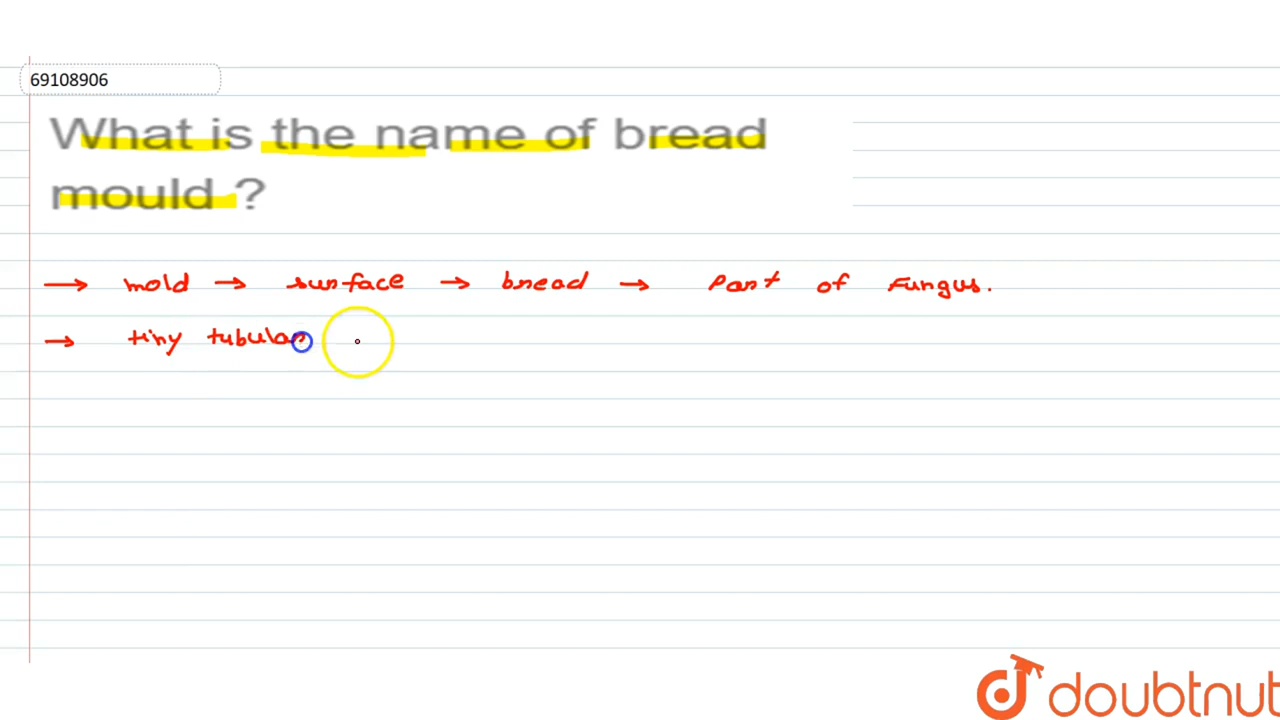 69108906
What is the name of bread
mould ?
→ mold → surface → bread → Part of Fungus.
→ tiny tubular
doubtnut